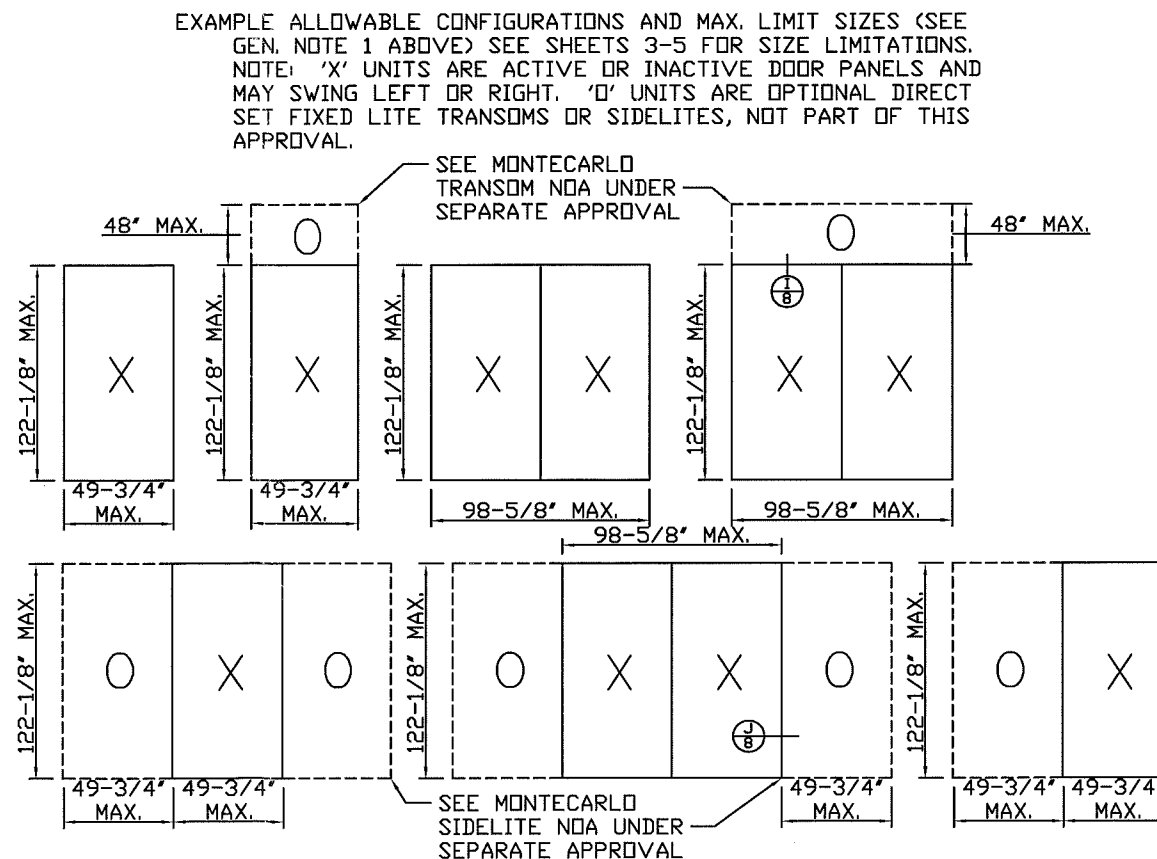 EXAMPLE ALLOWABLE CONFIGURATIONS AND MAX. LIMIT SIZES (SEE
GEN. NOTE 1 ABOVE) SEE SHEETS 3-5 FOR SIZE LIMITATIONS.
NOTE: 'X' UNITS ARE ACTIVE OR INACTIVE DOOR PANELS AND
MAY SWING LEFT OR RIGHT. 'O' UNITS ARE OPTIONAL DIRECT
SET FIXED LITE TRANSOMS OR SIDELITES, NOT PART OF THIS
APPROVAL.
SEE MONTECARLO
TRANSOM NOA UNDER
SEPARATE APPROVAL
48" MAX.
O
O
48" MAX.
122-1/8" MAX.
X
122-1/8" MAX.
X
122-1/8" MAX.
X
X
122-1/8" MAX.
I
8
X
X
49-3/4"
MAX.
49-3/4"
MAX.
98-5/8" MAX.
98-5/8" MAX.
98-5/8" MAX.
122-1/8" MAX.
O
X
O
122-1/8" MAX.
O
X
X
J
8
O
122-1/8" MAX.
O
X
49-3/4"
MAX.
49-3/4"
MAX.
SEE MONTECARLO
SIDELITE NOA UNDER
SEPARATE APPROVAL
49-3/4"
MAX.
49-3/4"
MAX.
49-3/4
MAX.